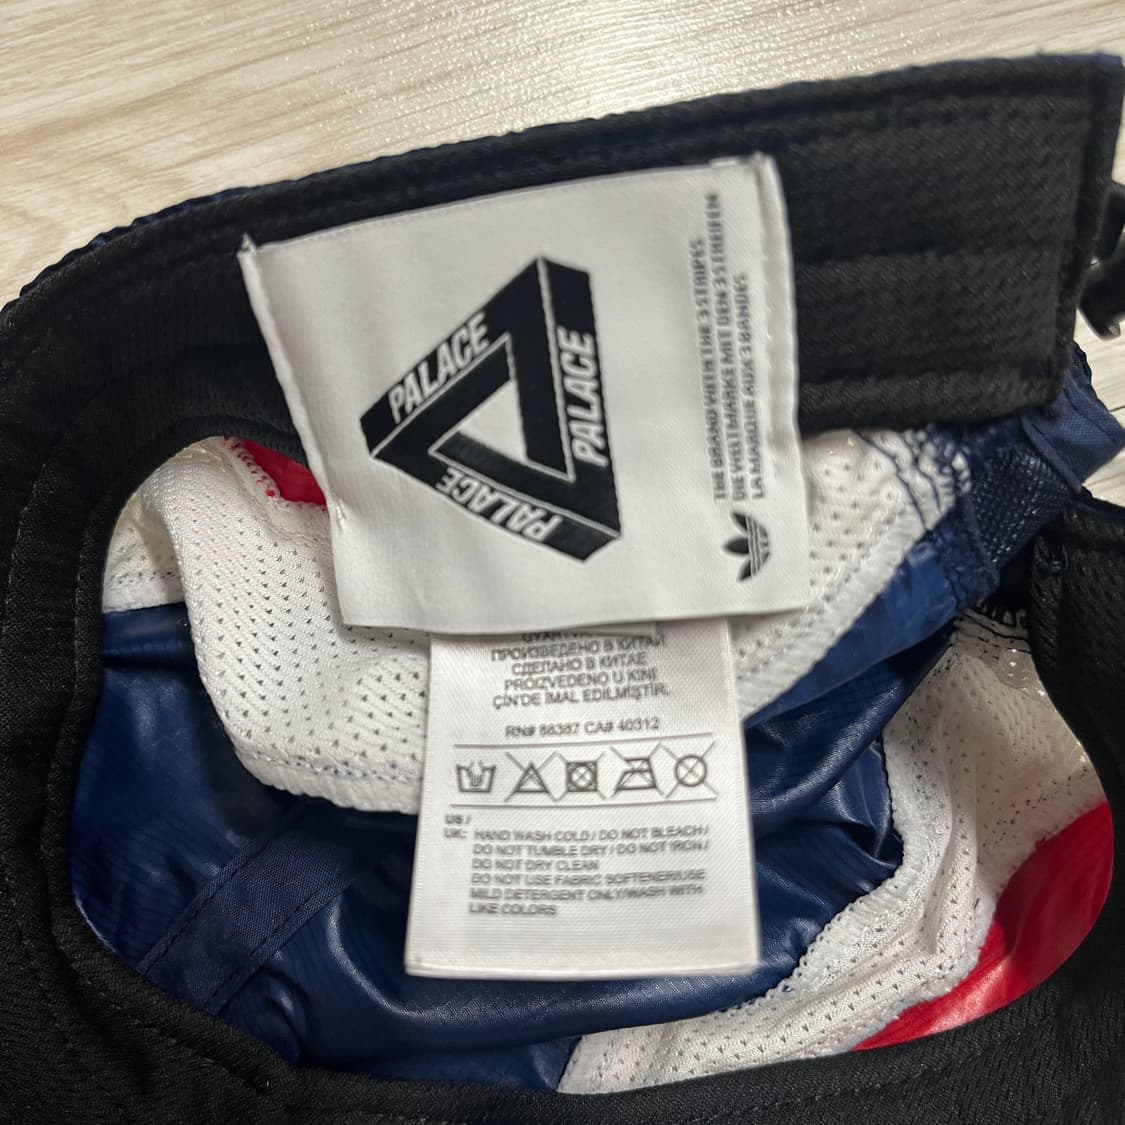 PALACE
PALACE
PALACE
THE BRAND WITH THE 3 STRIPES
DIE WELTMARKE MIT DEN 3 STREIFEN
LA MARQUE AUX 3 BANDES
ПРОИЗВЕДЕНО В КИТАЙ
СДЕЛАНО В КИТАЕ
PROIZVEDENO U KINI
ÇİN'DE İMAL EDİLMİŞTİR.
RN# 88387 CA# 40312
US /
UK: HAND WASH COLD / DO NOT BLEACH /
DO NOT TUMBLE DRY / DO NOT IRON /
DO NOT DRY CLEAN
DO NOT USE FABRIC SOFTENER/USE
MILD DETERGENT ONLY/WASH WITH
LIKE COLORS